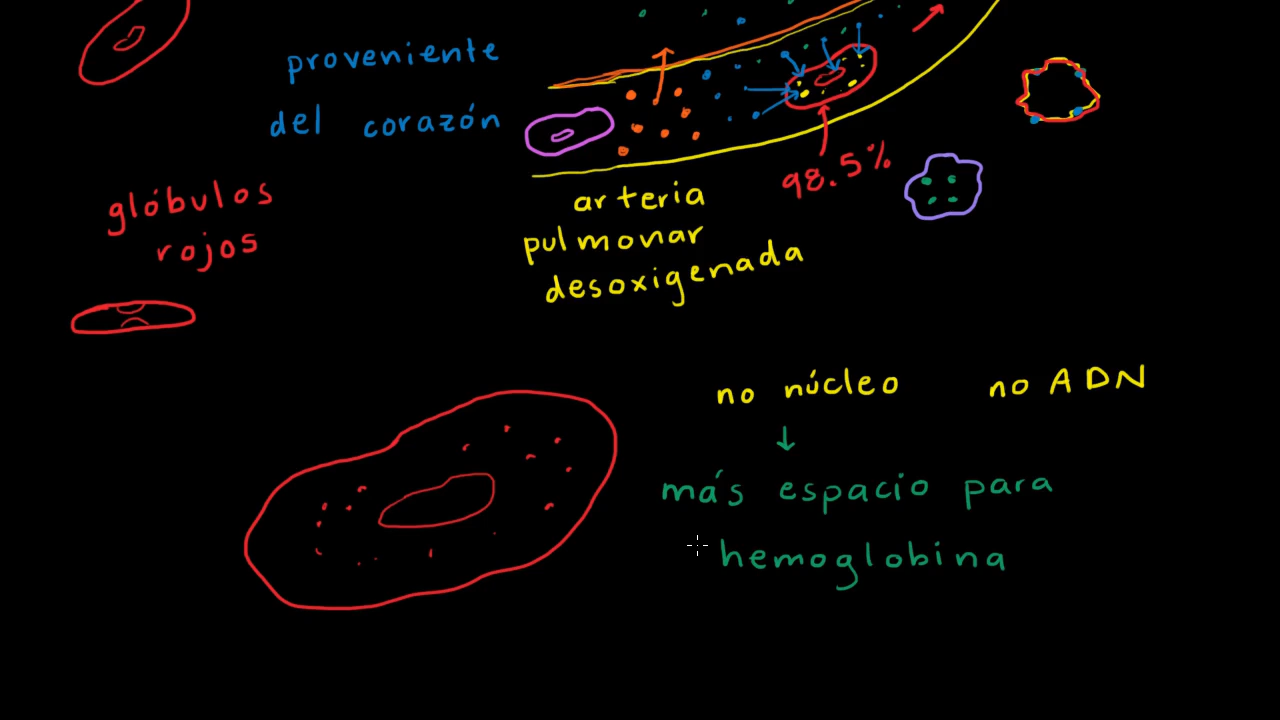 proveniente
del corazón
98.5%
glóbulos
rojos
arteria
pulmonar
desoxigenada
no núcleo
no ADN
más espacio para
hemoglobina